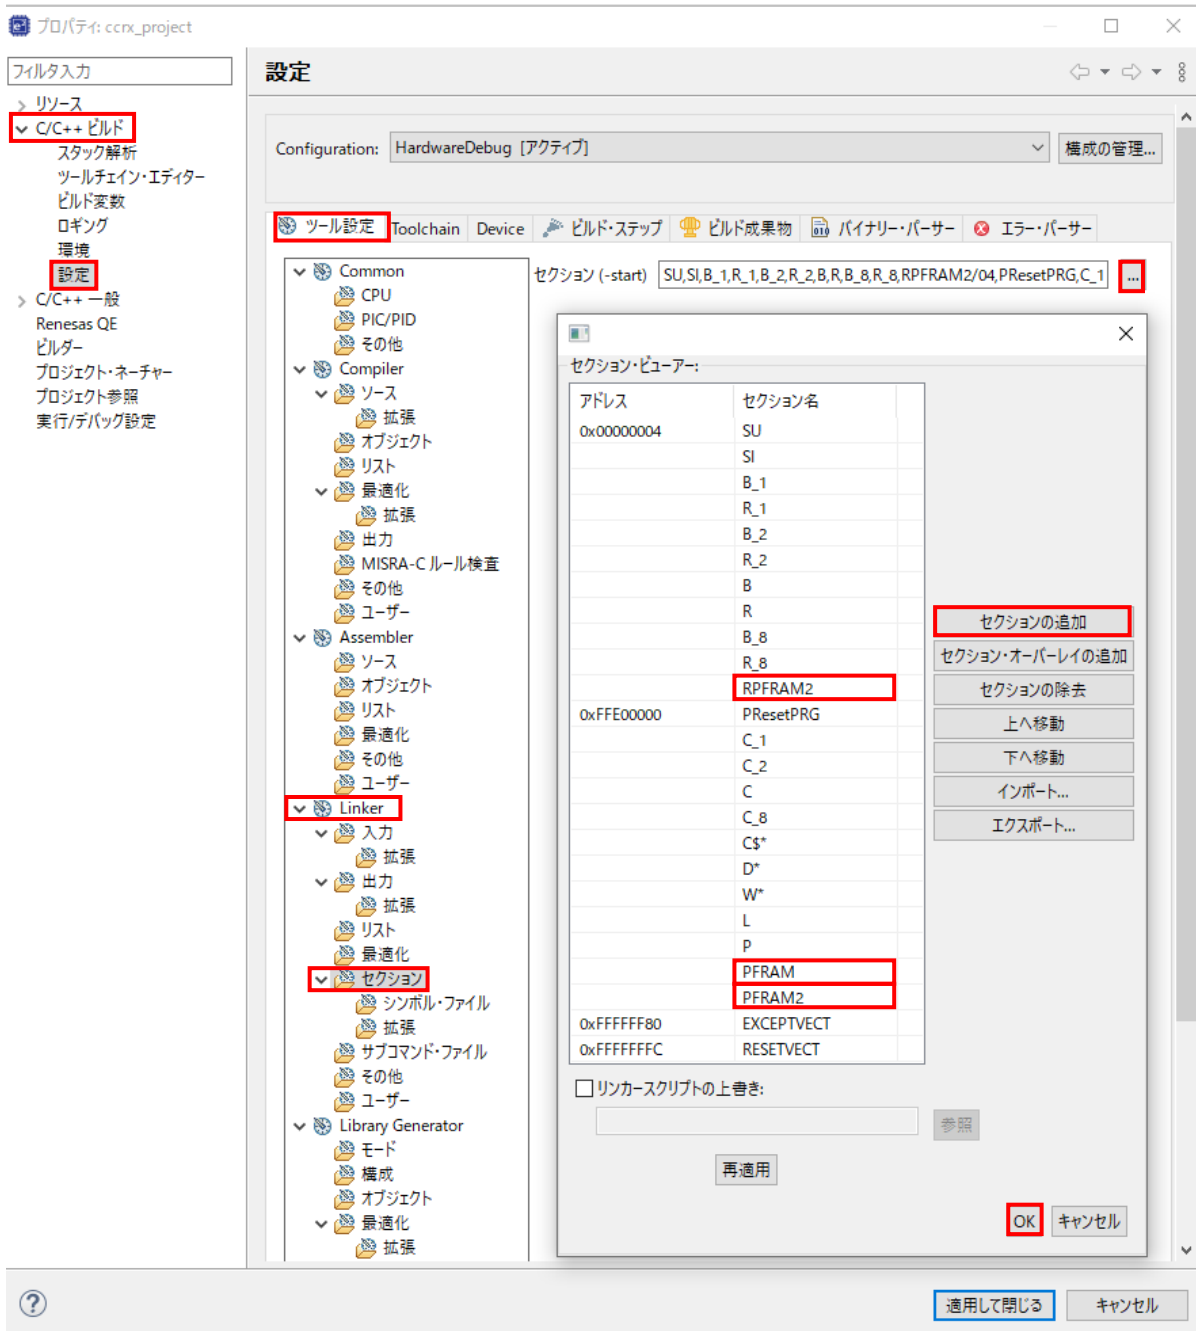 プロパティ: ccrx_project
フィルタ入力
リソース
C/C++ ビルド
スタック解析
ツールチェイン・エディター
ビルド変数
ロギング
環境
設定
C/C++ 一般
Renesas QE
ビルダー
プロジェクト・ネーチャー
プロジェクト参照
実行/デバッグ設定
設定
Configuration: HardwareDebug [アクティブ] 構成の管理...
ツール設定 Toolchain Device ビルド・ステップ ビルド成果物 バイナリー・パーサー エラー・パーサー
Common
CPU
PIC/PID
その他
Compiler
ソース
拡張
オブジェクト
リスト
最適化
拡張
出力
MISRA-C ルール検査
その他
ユーザー
Assembler
ソース
オブジェクト
リスト
最適化
その他
ユーザー
Linker
入力
拡張
出力
拡張
リスト
最適化
セクション
シンボル・ファイル
拡張
サブコマンド・ファイル
その他
ユーザー
Library Generator
モード
構成
オブジェクト
最適化
拡張
セクション (-start) SU,SI,B_1,R_1,B_2,R_2,B,R,B_8,R_8,RPFRAM2/04,PResetPRG,C_1 ...
セクション・ビューアー:
アドレス セクション名
0x00000004 SU
SI
B_1
R_1
B_2
R_2
B
R
B_8
R_8
RPFRAM2
0xFFE00000 PResetPRG
C_1
C_2
C
C_8
C$*
D*
W*
L
P
PFRAM
PFRAM2
0xFFFFFF80 EXCEPTVECT
0xFFFFFFFC RESETVECT
セクションの追加
セクション・オーバーレイの追加
セクションの除去
上へ移動
下へ移動
インポート...
エクスポート...
リンカースクリプトの上書き:
参照
再適用
OK キャンセル
適用して閉じる キャンセル